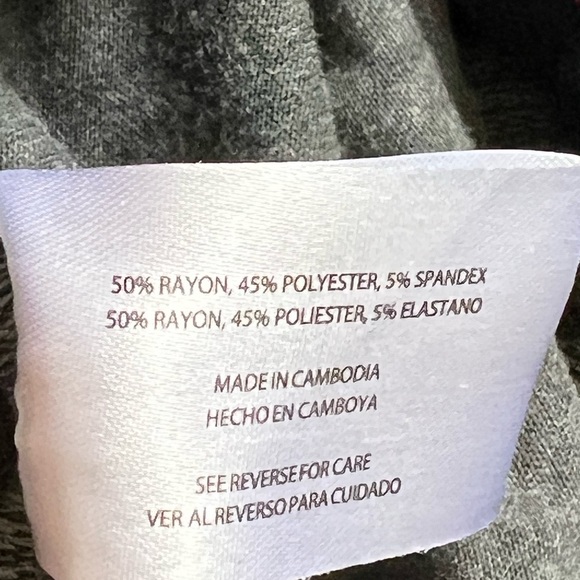 50% RAYON, 45% POLYESTER, 5% SPANDEX
50% RAYON, 45% POLIESTER, 5% ELASTANO
MADE IN CAMBODIA
HECHO EN CAMBOYA
SEE REVERSE FOR CARE
VER AL REVERSO PARA CUIDADO